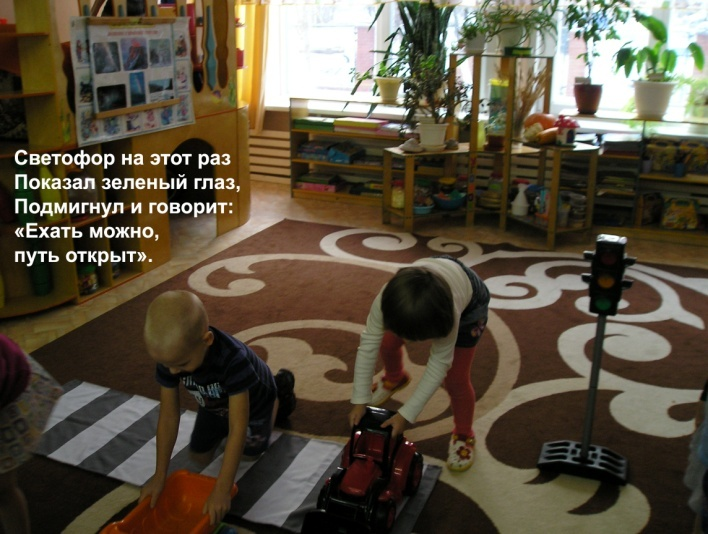 Светофор на этот раз
Показал зеленый глаз,
Подмигнул и говорит:
«Ехать можно,
путь открыт».